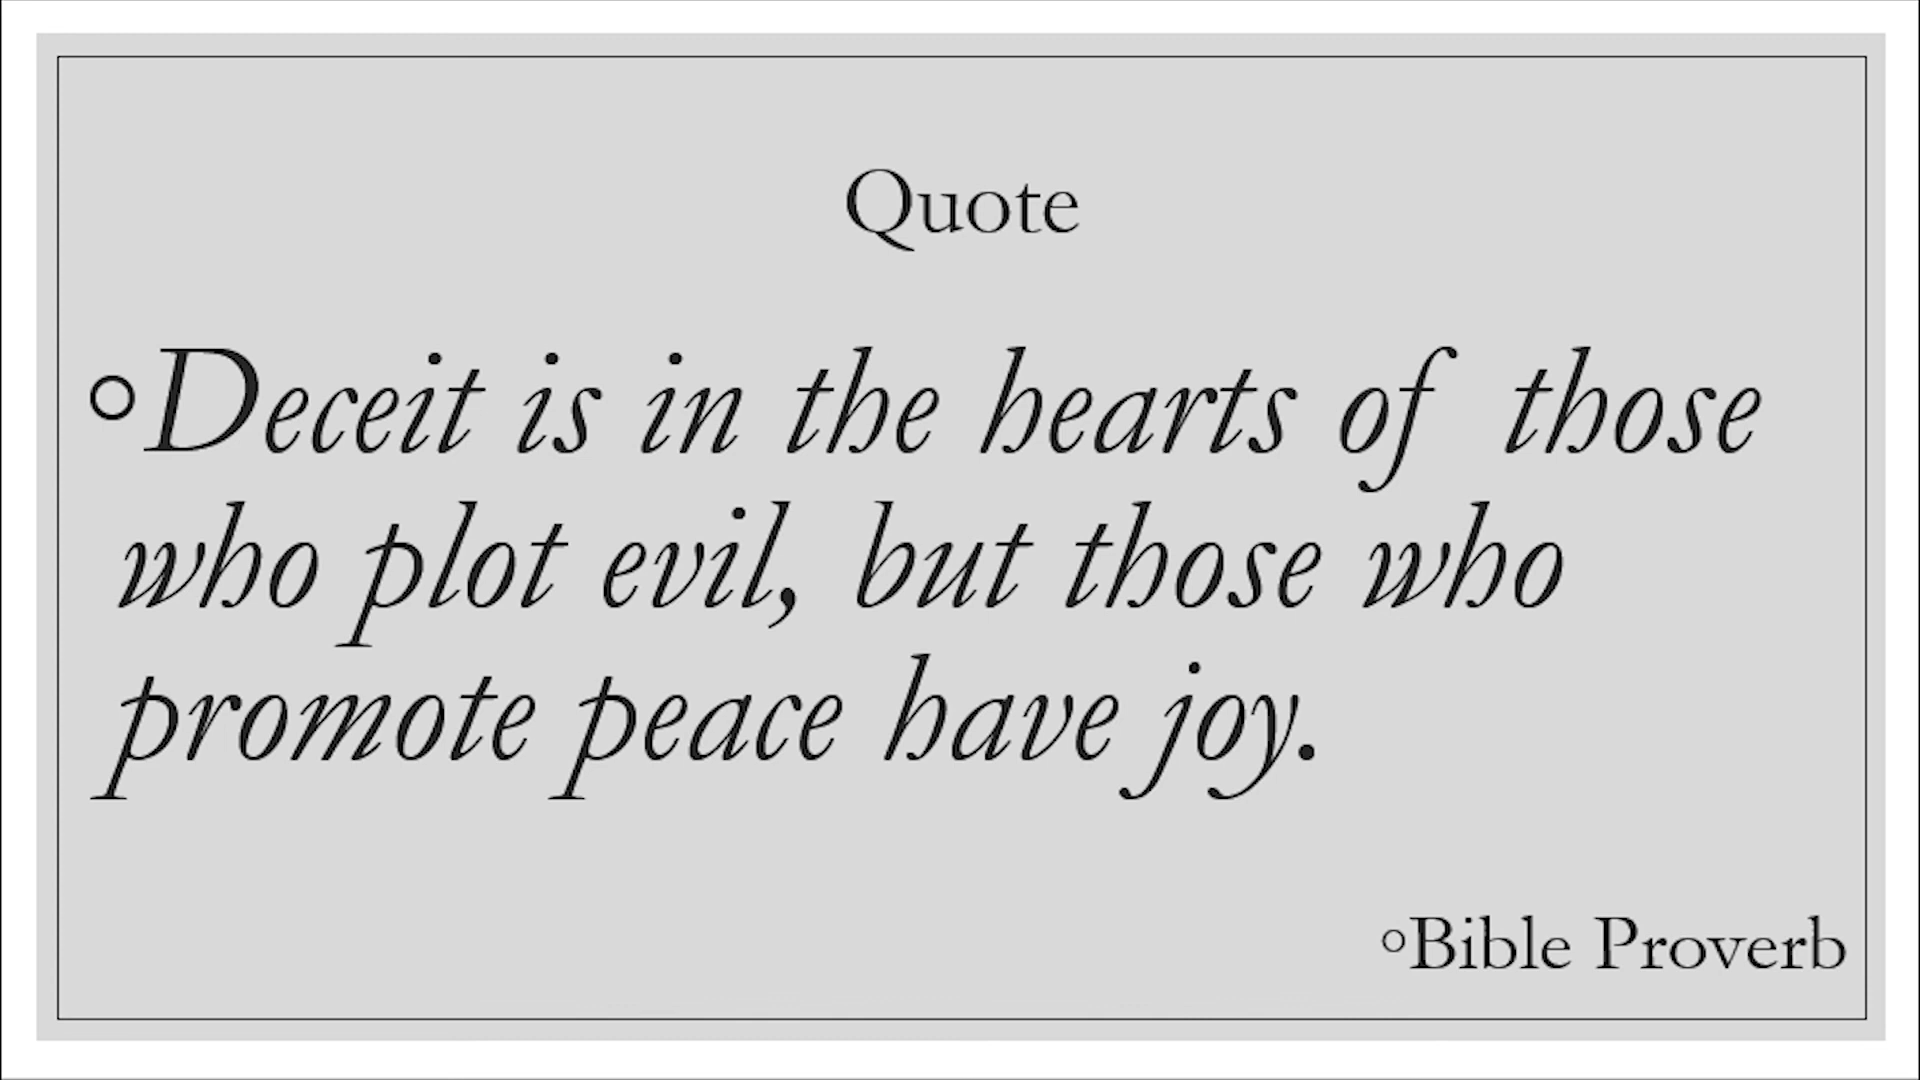 Quote
◦Deceit is in the hearts of those
who plot evil, but those who
promote peace have joy.
◦Bible Proverb